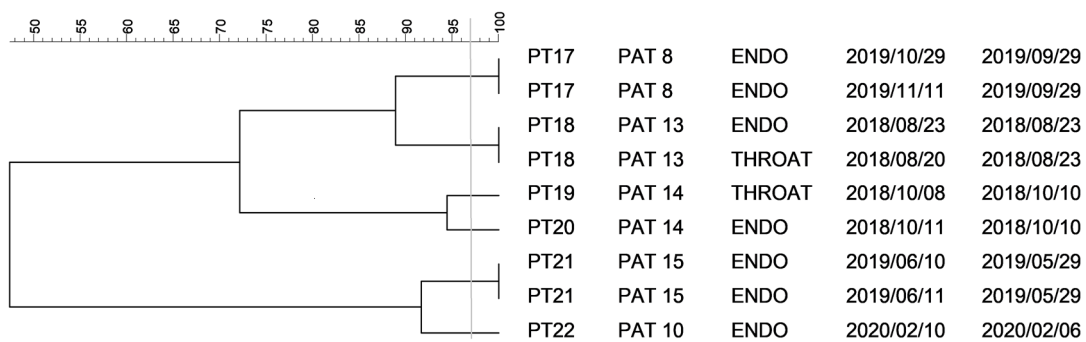 50 55 60 65 70 75 80 85 90 95 100
PT17 PAT 8 ENDO 2019/10/29 2019/09/29
PT17 PAT 8 ENDO 2019/11/11 2019/09/29
PT18 PAT 13 ENDO 2018/08/23 2018/08/23
PT18 PAT 13 THROAT 2018/08/20 2018/08/23
PT19 PAT 14 THROAT 2018/10/08 2018/10/10
PT20 PAT 14 ENDO 2018/10/11 2018/10/10
PT21 PAT 15 ENDO 2019/06/10 2019/05/29
PT21 PAT 15 ENDO 2019/06/11 2019/05/29
PT22 PAT 10 ENDO 2020/02/10 2020/02/06